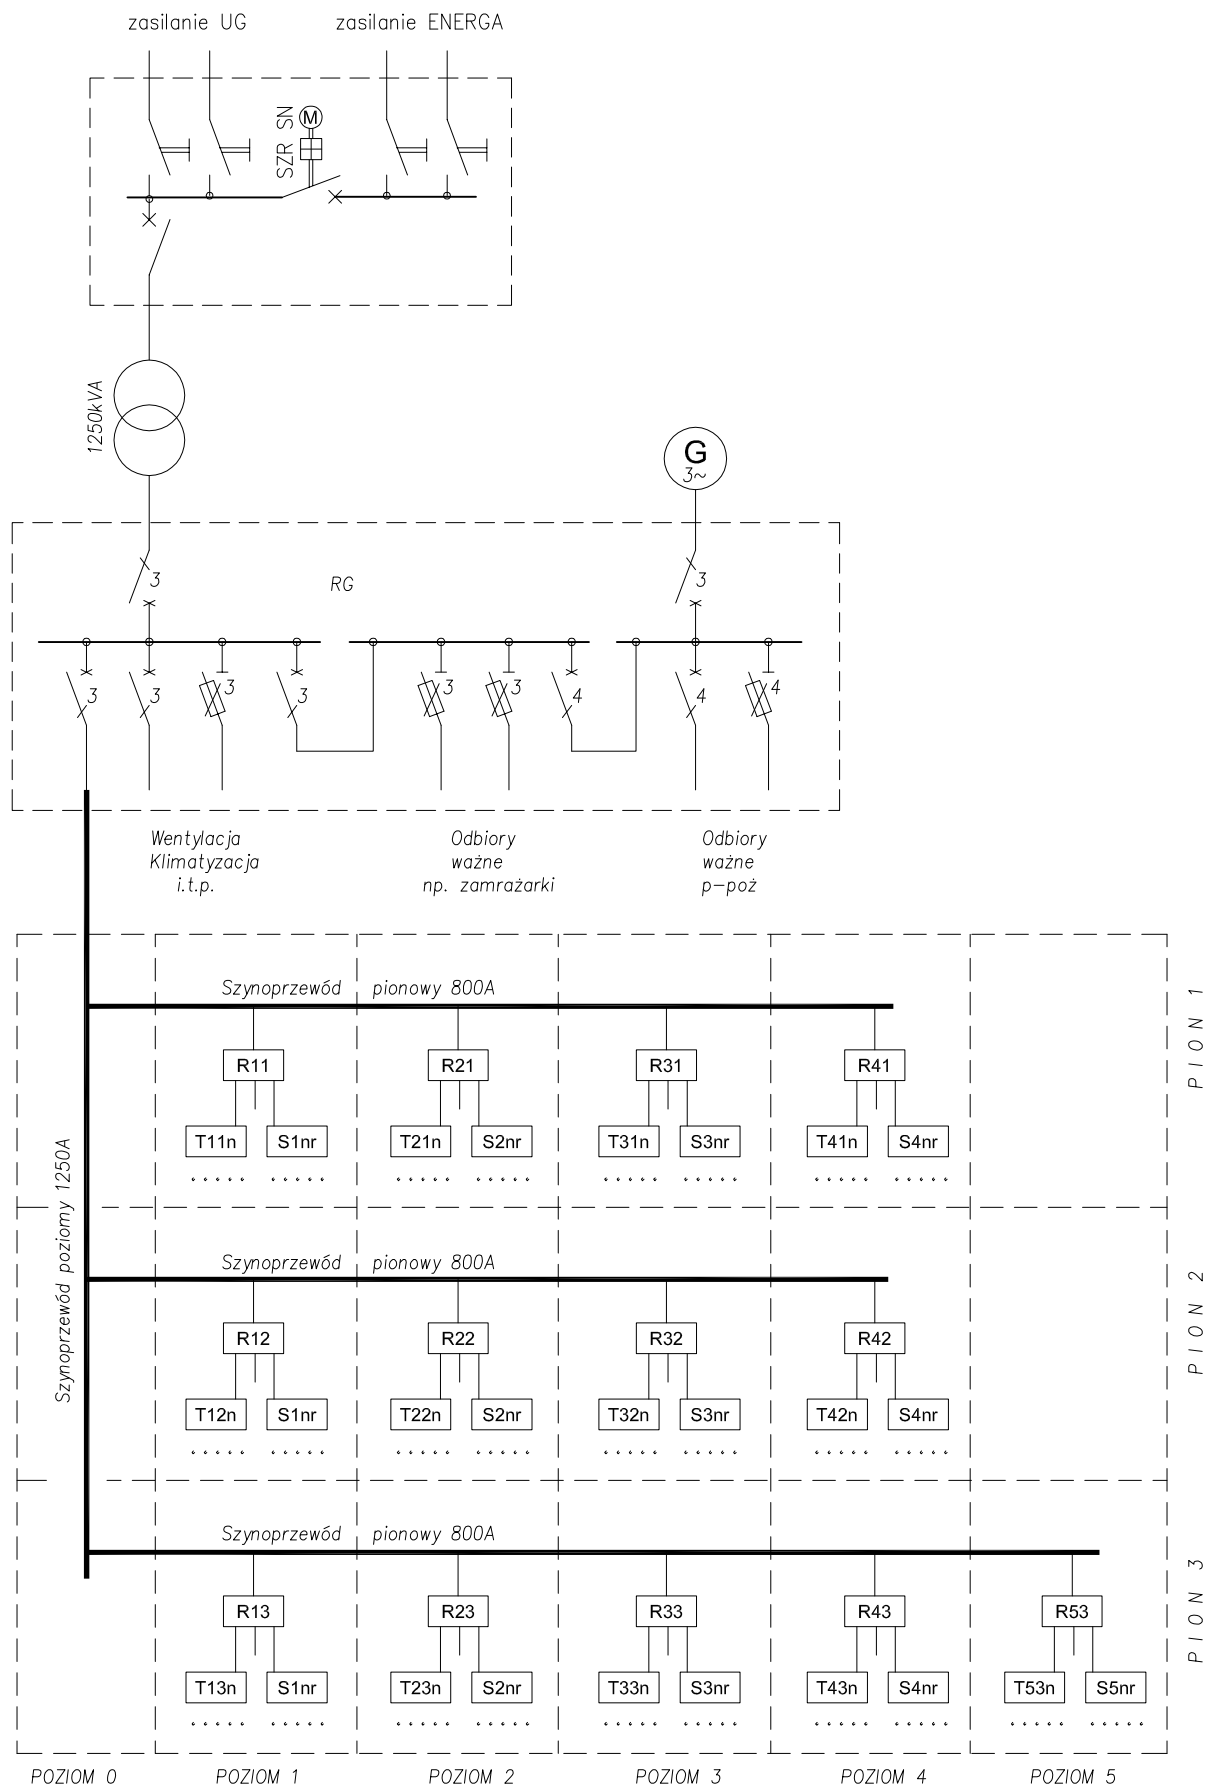 zasilanie UG
zasilanie ENERGA
SZR SN
M
1250kVA
G
3~
3
RG
3
3
3
3
3
3
3
4
4
4
Wentylacja
Klimatyzacja
i.t.p.
Odbiory
ważne
np. zamrażarki
Odbiory
ważne
p-poż
Szynoprzewód poziomy 1250A
Szynoprzewód pionowy 800A
R11
R21
R31
R41
T11n
S1nr
T21n
S2nr
T31n
S3nr
T41n
S4nr
PION 1
Szynoprzewód pionowy 800A
R12
R22
R32
R42
T12n
S1nr
T22n
S2nr
T32n
S3nr
T42n
S4nr
PION 2
Szynoprzewód pionowy 800A
R13
R23
R33
R43
R53
T13n
S1nr
T23n
S2nr
T33n
S3nr
T43n
S4nr
T53n
S5nr
PION 3
POZIOM 0
POZIOM 1
POZIOM 2
POZIOM 3
POZIOM 4
POZIOM 5